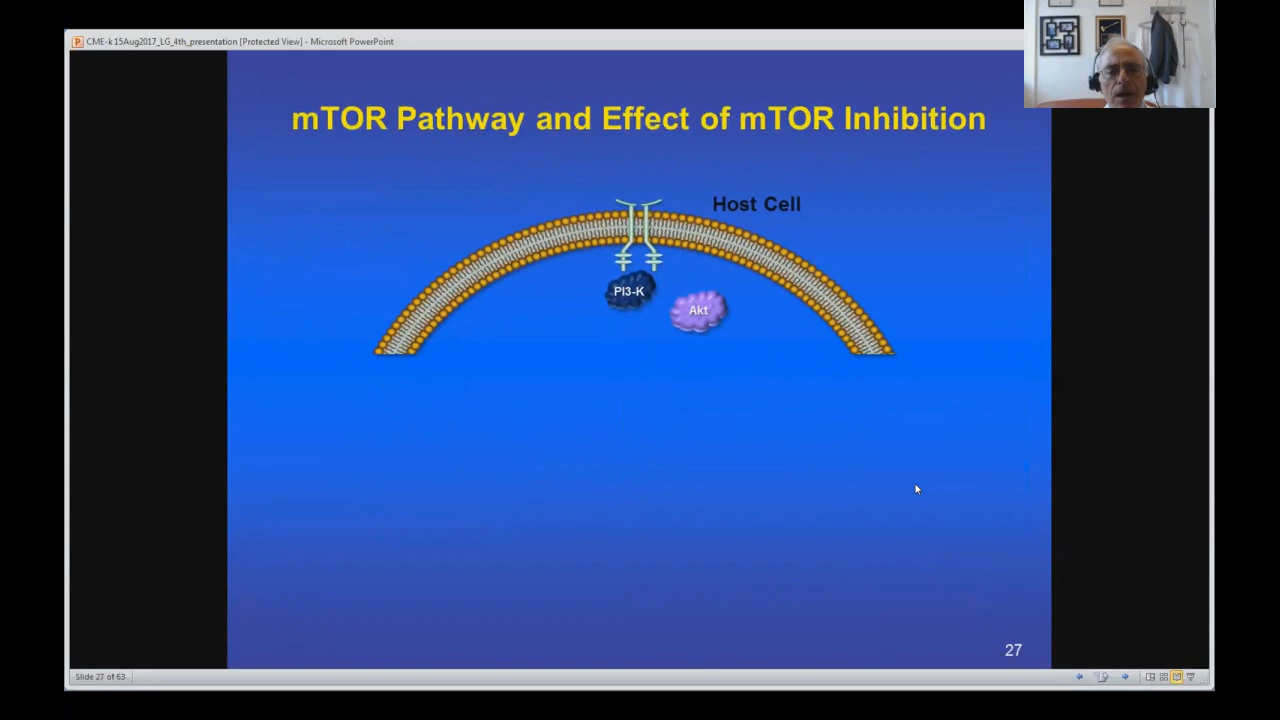 CME-k 15Aug2017_LG_4th_presentation [Protected View] - Microsoft PowerPoint
mTOR Pathway and Effect of mTOR Inhibition
Host Cell
PI3-K
Akt
27
Slide 27 of 63